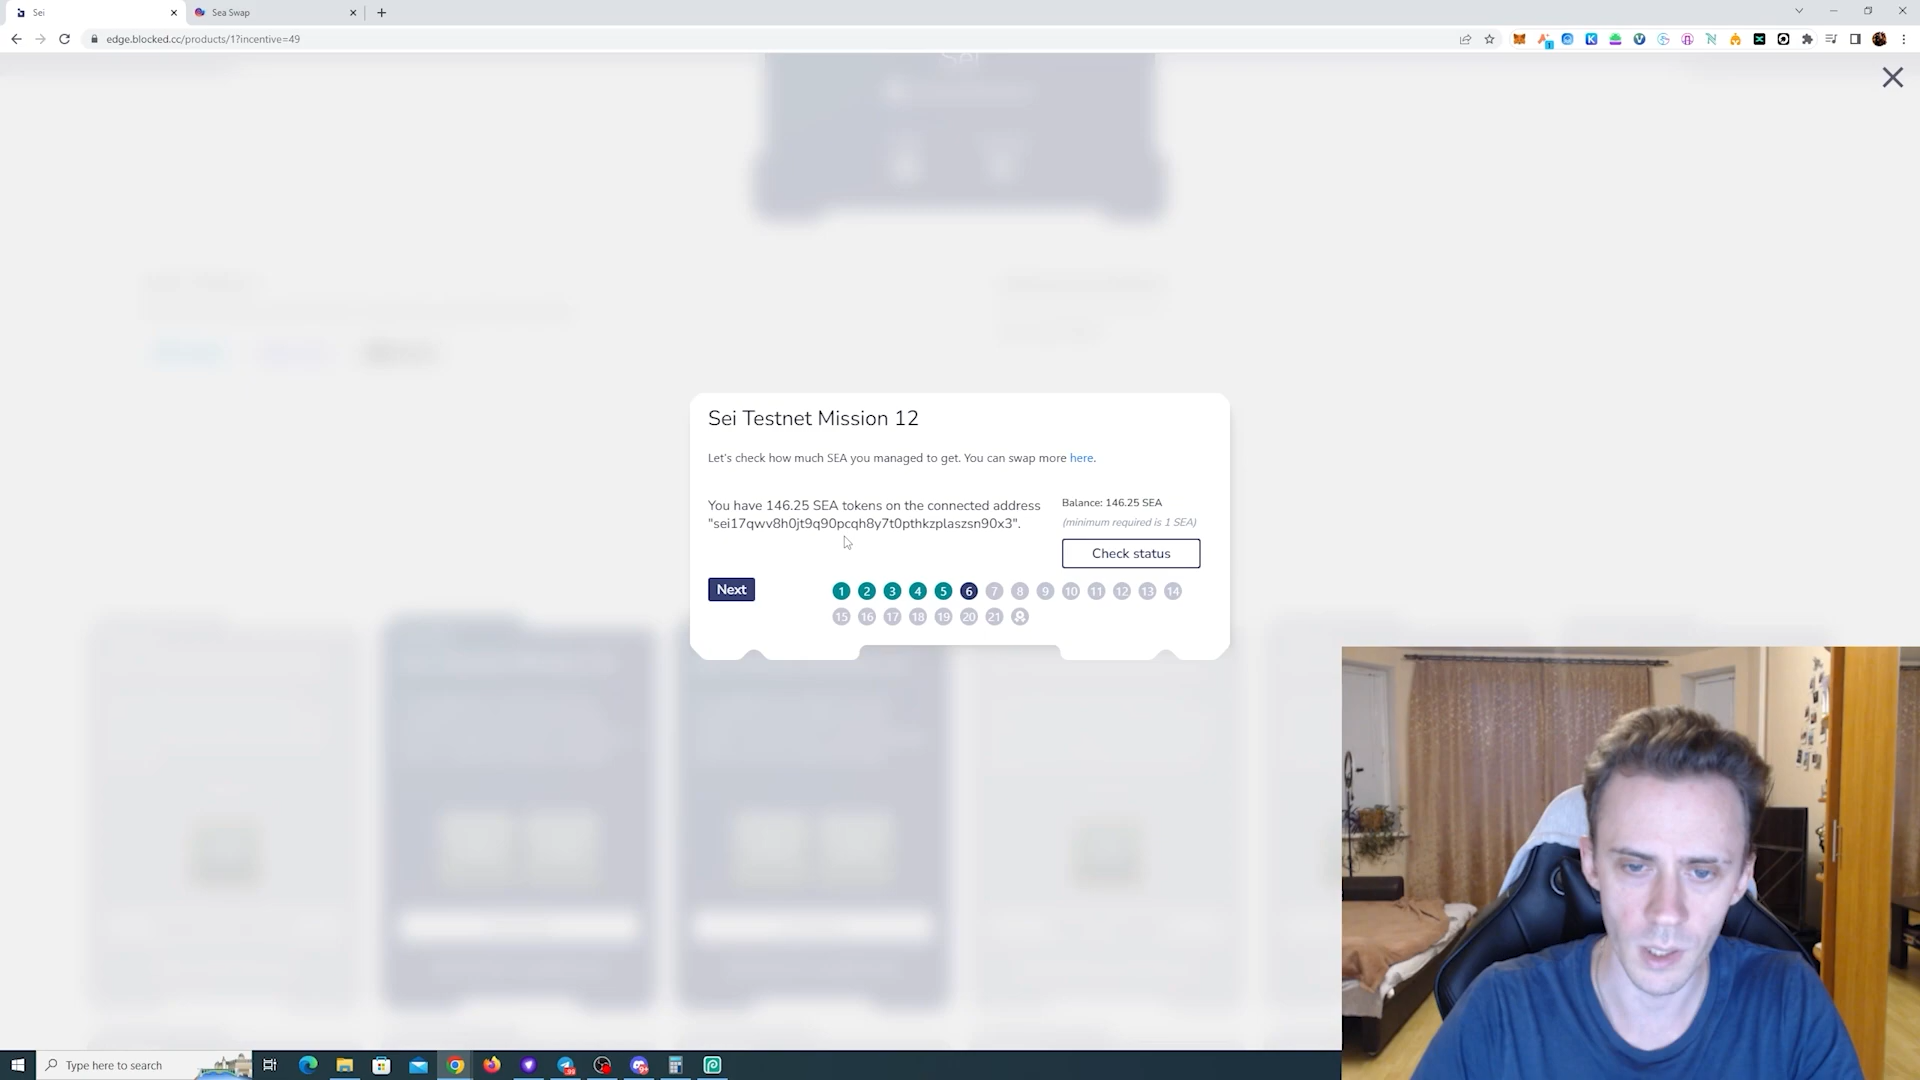 Sei
Sea Swap
edge.blocked.cc/products/1?incentive=49
Sei
Sei Testnet Mission 12
Let's check how much SEA you managed to get. You can swap more here.
You have 146.25 SEA tokens on the connected address
"sei17qwv8h0jt9q90pcqh8y7t0pthkzplaszsn90x3".
Balance: 146.25 SEA
(minimum required is 1 SEA)
Check status
Next
1 2 3 4 5 6 7 8 9 10 11 12 13 14
15 16 17 18 19 20 21
Type here to search